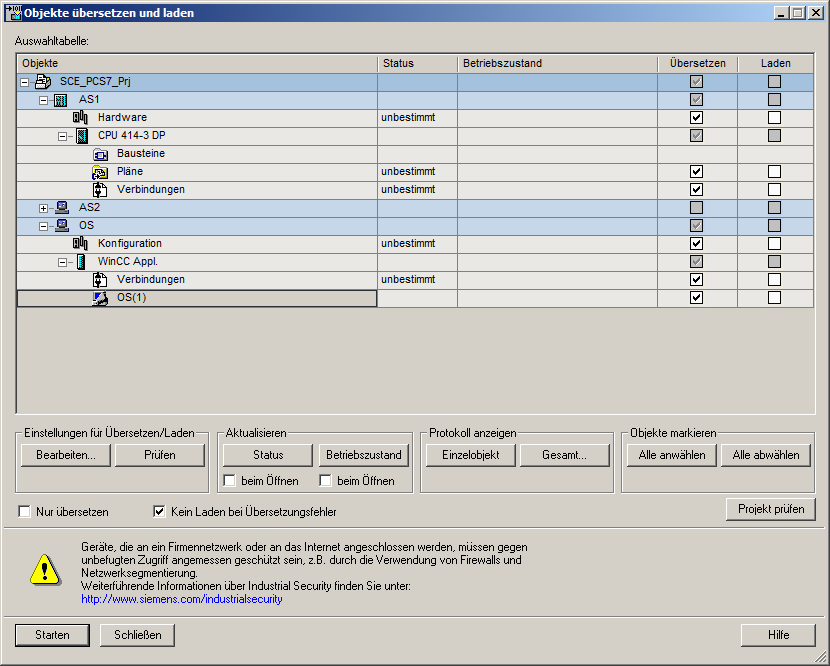 Objekte übersetzen und laden
Auswahltabelle:
Objekte Status Betriebszustand Übersetzen Laden
SCE_PCS7_Prj
AS1
Hardware unbestimmt
CPU 414-3 DP
Bausteine
Pläne unbestimmt
Verbindungen unbestimmt
AS2
OS
Konfiguration unbestimmt
WinCC Appl.
Verbindungen unbestimmt
OS(1)
Einstellungen für Übersetzen/Laden Aktualisieren Protokoll anzeigen Objekte markieren
Bearbeiten... Prüfen Status Betriebszustand Einzelobjekt Gesamt... Alle anwählen Alle abwählen
beim Öffnen beim Öffnen
Nur übersetzen Kein Laden bei Übersetzungsfehler Projekt prüfen
Geräte, die an ein Firmennetzwerk oder an das Internet angeschlossen werden, müssen gegen
unbefugten Zugriff angemessen geschützt sein, z.B. durch die Verwendung von Firewalls und
Netzwerksegmentierung.
Weiterführende Informationen über Industrial Security finden Sie unter:
http://www.siemens.com/industrialsecurity
Starten Schließen Hilfe